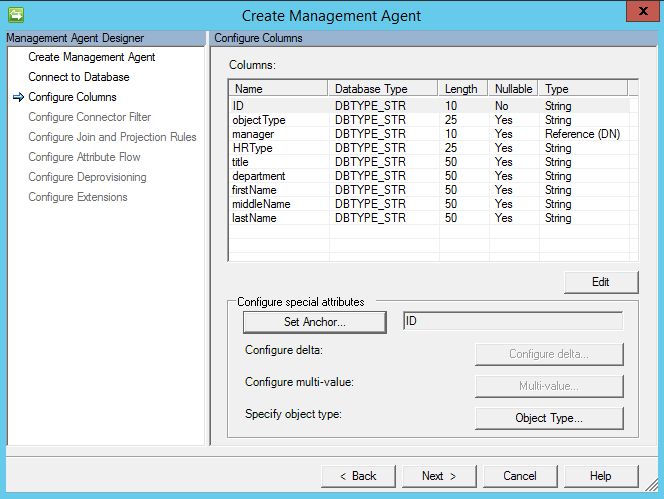 Create Management Agent
X
Management Agent Designer
Create Management Agent
Connect to Database
Configure Columns
Configure Connector Filter
Configure Join and Projection Rules
Configure Attribute Flow
Configure Deprovisioning
Configure Extensions
Configure Columns
Columns:
Name Database Type Length Nullable Type
ID DBTYPE_STR 10 No String
objectType DBTYPE_STR 25 Yes String
manager DBTYPE_STR 10 Yes Reference (DN)
HRType DBTYPE_STR 25 Yes String
title DBTYPE_STR 50 Yes String
department DBTYPE_STR 50 Yes String
firstName DBTYPE_STR 50 Yes String
middleName DBTYPE_STR 50 Yes String
lastName DBTYPE_STR 50 Yes String
Edit
Configure special attributes
Set Anchor... ID
Configure delta: Configure delta...
Configure multi-value: Multi-value...
Specify object type: Object Type...
< Back Next > Cancel Help